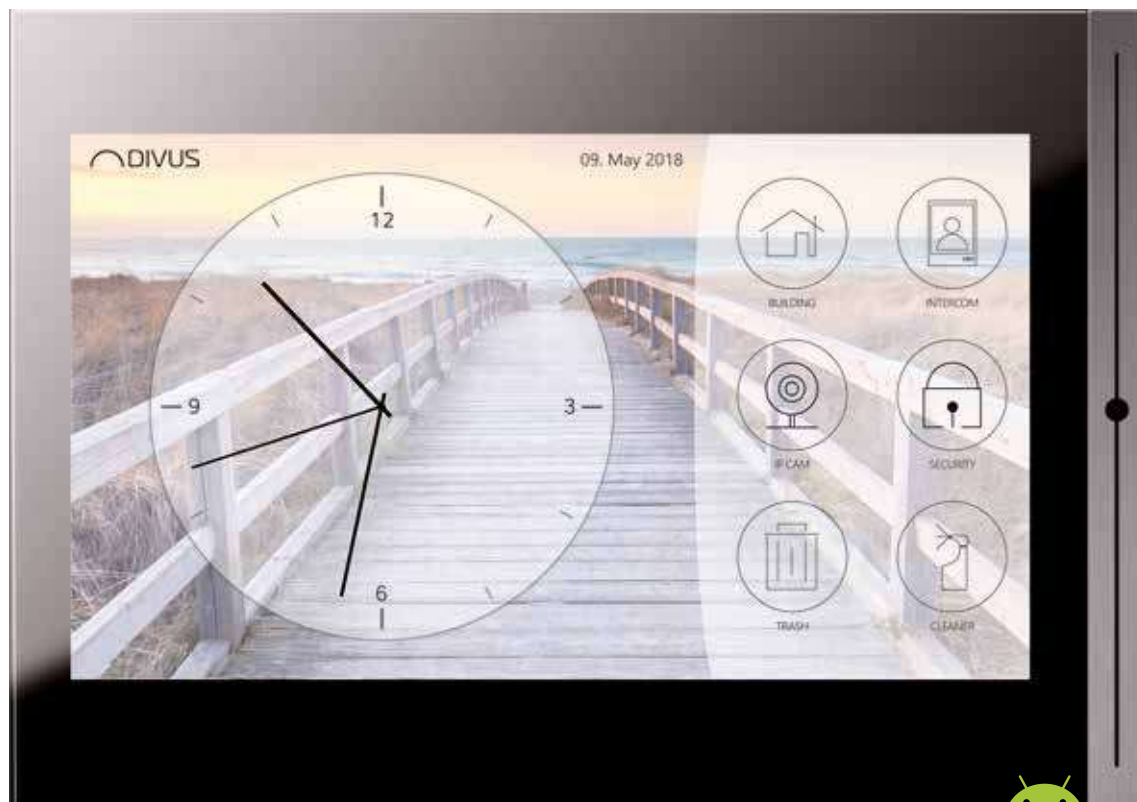 DIVUS
09. May 2018
12
9
3
6
BUILDING
INTERCOM
IP CAM
SECURITY
TRASH
CLEANER